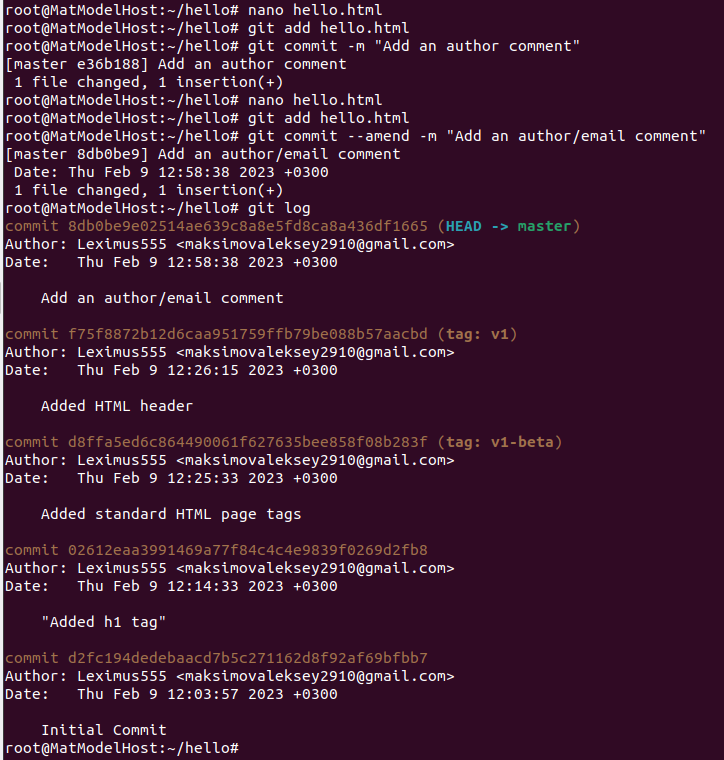 root@MatModelHost:~/hello# nano hello.html
root@MatModelHost:~/hello# git add hello.html
root@MatModelHost:~/hello# git commit -m "Add an author comment"
[master e36b188] Add an author comment
 1 file changed, 1 insertion(+)
root@MatModelHost:~/hello# nano hello.html
root@MatModelHost:~/hello# git add hello.html
root@MatModelHost:~/hello# git commit --amend -m "Add an author/email comment"
[master 8db0be9] Add an author/email comment
 Date: Thu Feb 9 12:58:38 2023 +0300
 1 file changed, 1 insertion(+)
root@MatModelHost:~/hello# git log
commit 8db0be9e02514ae639c8a8e5fd8ca8a436df1665 (HEAD -> master)
Author: Leximus555 <maksimovaleksey2910@gmail.com>
Date:   Thu Feb 9 12:58:38 2023 +0300
    Add an author/email comment
commit f75f8872b12d6caa951759ffb79be088b57aacbd (tag: v1)
Author: Leximus555 <maksimovaleksey2910@gmail.com>
Date:   Thu Feb 9 12:26:15 2023 +0300
    Added HTML header
commit d8ffa5ed6c864490061f627635bee858f08b283f (tag: v1-beta)
Author: Leximus555 <maksimovaleksey2910@gmail.com>
Date:   Thu Feb 9 12:25:33 2023 +0300
    Added standard HTML page tags
commit 02612eaa3991469a77f84c4c4e9839f0269d2fb8
Author: Leximus555 <maksimovaleksey2910@gmail.com>
Date:   Thu Feb 9 12:14:33 2023 +0300
    "Added h1 tag"
commit d2fc194dedebaacd7b5c271162d8f92af69bfbb7
Author: Leximus555 <maksimovaleksey2910@gmail.com>
Date:   Thu Feb 9 12:03:57 2023 +0300
    Initial Commit
root@MatModelHost:~/hello#